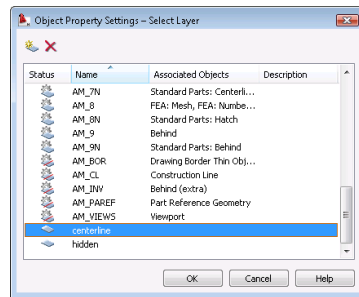 Object Property Settings – Select Layer
Status Name Associated Objects Description
AM_7N Standard Parts: Centerli...
AM_8 FEA: Mesh, FEA: Numbe...
AM_8N Standard Parts: Hatch
AM_9 Behind
AM_9N Standard Parts: Behind
AM_BOR Drawing Border Thin Obj...
AM_CL Construction Line
AM_INV Behind (extra)
AM_PAREF Part Reference Geometry
AM_VIEWS Viewport
centerline
hidden
OK Cancel Help